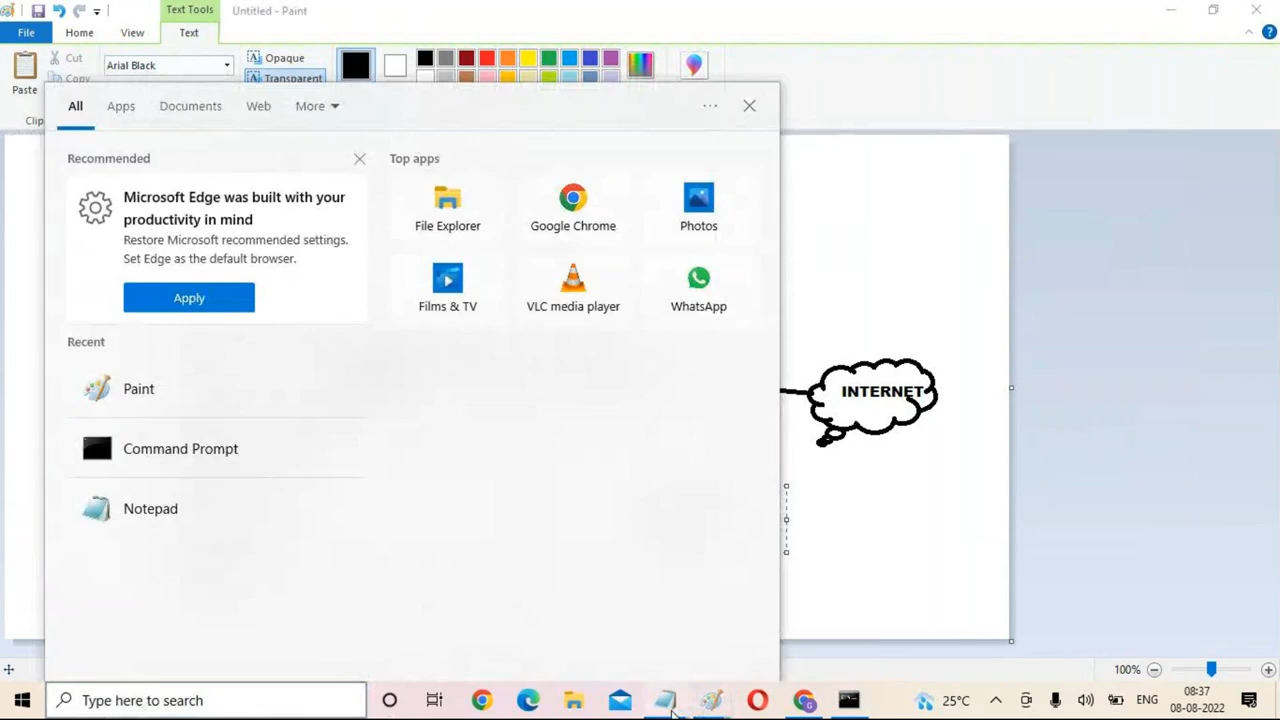 Text Tools
Untitled - Paint
File
Home
View
Text
Paste
Cut
Copy
Arial Black
Opaque
Transparent
Clip
All
Apps
Documents
Web
More
Recommended
Microsoft Edge was built with your
productivity in mind
Restore Microsoft recommended settings.
Set Edge as the default browser.
Apply
Top apps
File Explorer
Google Chrome
Photos
Films & TV
VLC media player
WhatsApp
Recent
Paint
Command Prompt
Notepad
INTERNET
100%
Type here to search
25°C
ENG
08:37
08-08-2022